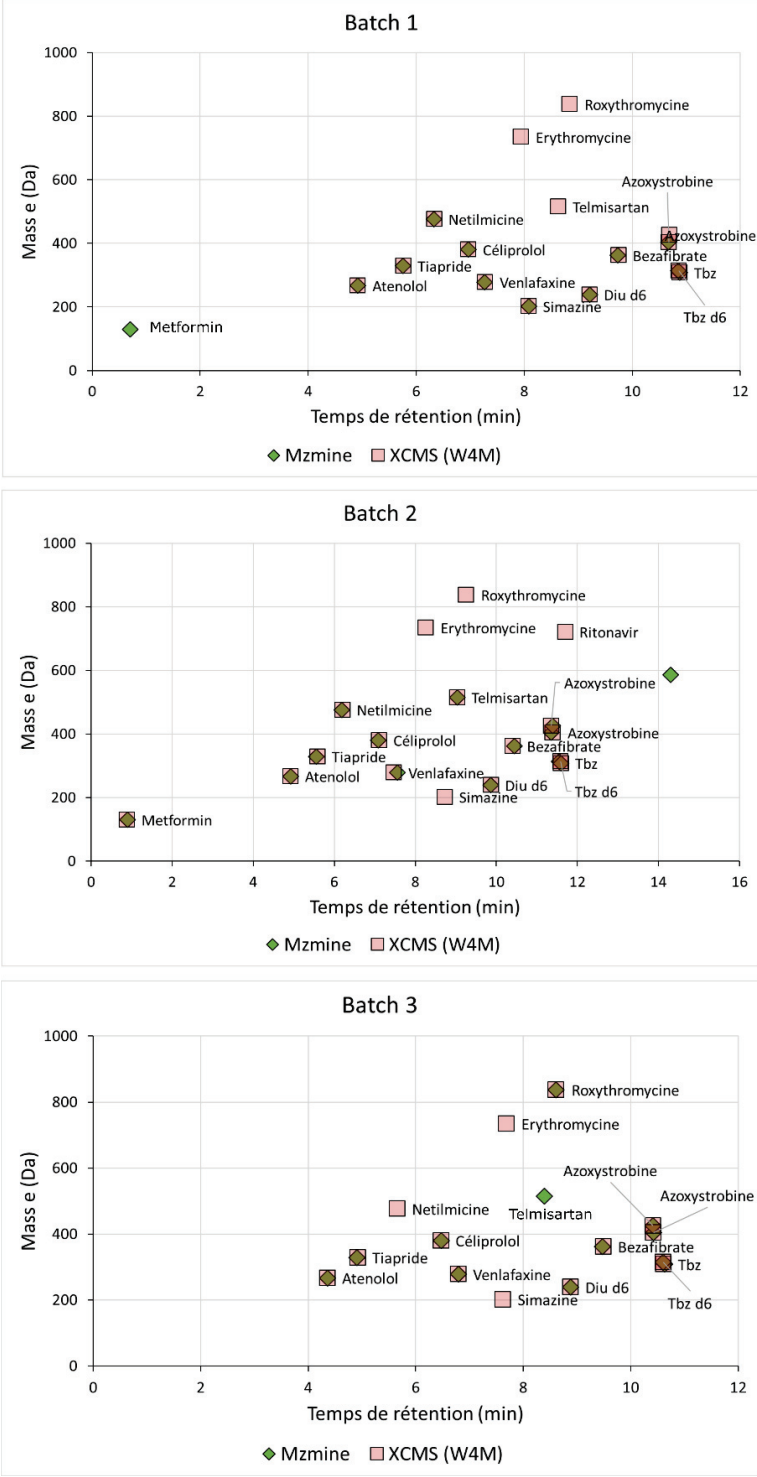 Batch 1
1000
800
600
400
200
0
Mass e (Da)
Roxythromycine
Erythromycine
Azoxystrobine
Telmisartan
Netilmicine
Azoxystrobine
Céliprolol
Bezafibrate
Tiapride
Tbz
Venlafaxine
Atenolol
Diu d6
Simazine
Tbz d6
Metformin
0 2 4 6 8 10 12
Temps de rétention (min)
Mzmine XCMS (W4M)
Batch 2
1000
800
600
400
200
0
Mass e (Da)
Roxythromycine
Erythromycine
Ritonavir
Azoxystrobine
Telmisartan
Netilmicine
Azoxystrobine
Céliprolol
Bezafibrate
Tiapride
Tbz
Venlafaxine
Atenolol
Diu d6
Tbz d6
Simazine
Metformin
0 2 4 6 8 10 12 14 16
Temps de rétention (min)
Mzmine XCMS (W4M)
Batch 3
1000
800
600
400
200
0
Mass e (Da)
Roxythromycine
Erythromycine
Azoxystrobine
Azoxystrobine
Netilmicine
Telmisartan
Céliprolol
Bezafibrate
Tiapride
Tbz
Venlafaxine
Atenolol
Diu d6
Simazine
Tbz d6
0 2 4 6 8 10 12
Temps de rétention (min)
Mzmine XCMS (W4M)